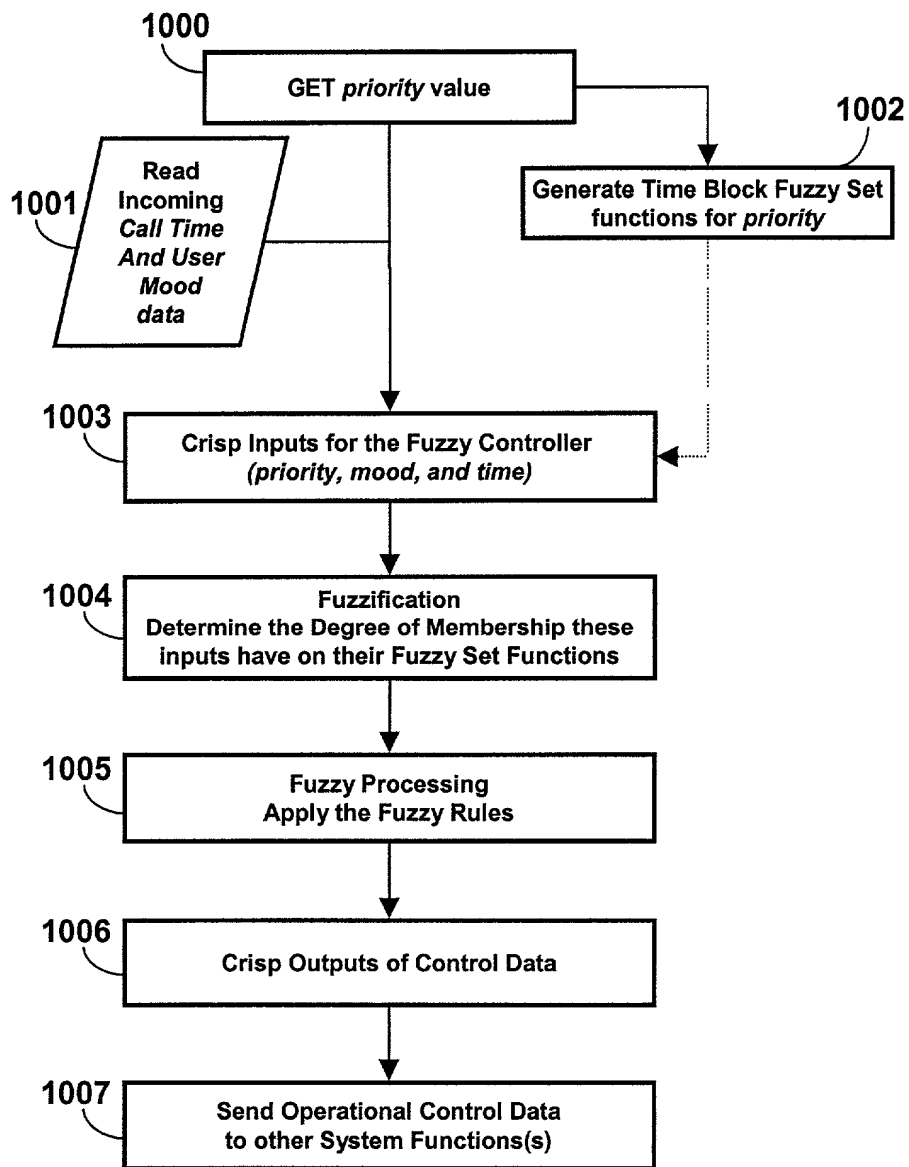 1000
GET priority value
1002
Generate Time Block Fuzzy Set
functions for priority
1001
Read
Incoming
Call Time
And User
Mood
data
1003
Crisp Inputs for the Fuzzy Controller
(priority, mood, and time)
1004
Fuzzification
Determine the Degree of Membership these
inputs have on their Fuzzy Set Functions
1005
Fuzzy Processing
Apply the Fuzzy Rules
1006
Crisp Outputs of Control Data
1007
Send Operational Control Data
to other System Functions(s)